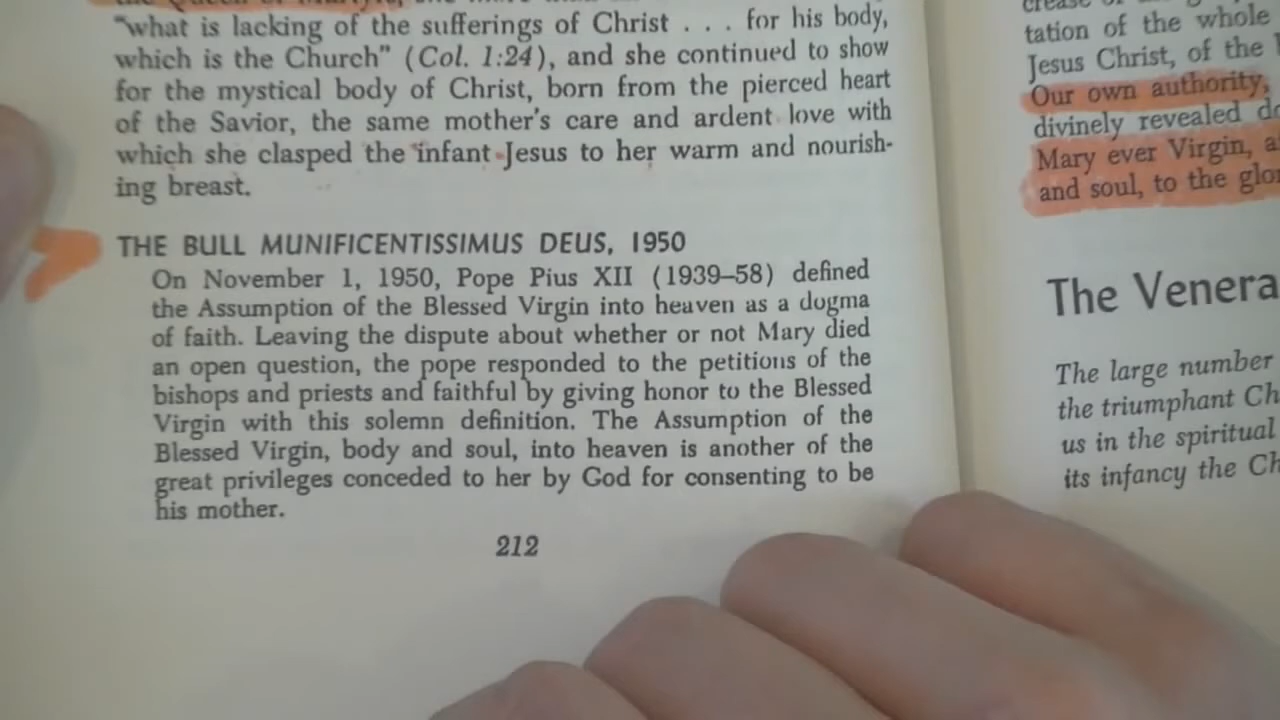 the Queen of Martyrs, she more than
"what is lacking of the sufferings of Christ . . . for his body,
which is the Church" (Col. 1:24), and she continued to show
for the mystical body of Christ, born from the pierced heart
of the Savior, the same mother's care and ardent love with
which she clasped the infant Jesus to her warm and nourish-
ing breast.
THE BULL MUNIFICENTISSIMUS DEUS, 1950
On November 1, 1950, Pope Pius XII (1939–58) defined
the Assumption of the Blessed Virgin into heaven as a dogma
of faith. Leaving the dispute about whether or not Mary died
an open question, the pope responded to the petitions of the
bishops and priests and faithful by giving honor to the Blessed
Virgin with this solemn definition. The Assumption of the
Blessed Virgin, body and soul, into heaven is another of the
great privileges conceded to her by God for consenting to be
his mother.
212
tation of the whole
Jesus Christ, of the
Our own authority,
divinely revealed
Mary ever Virgin,
and soul, to the
The Venera
The large number
the triumphant Ch
us in the spiritual
its infancy the Ch